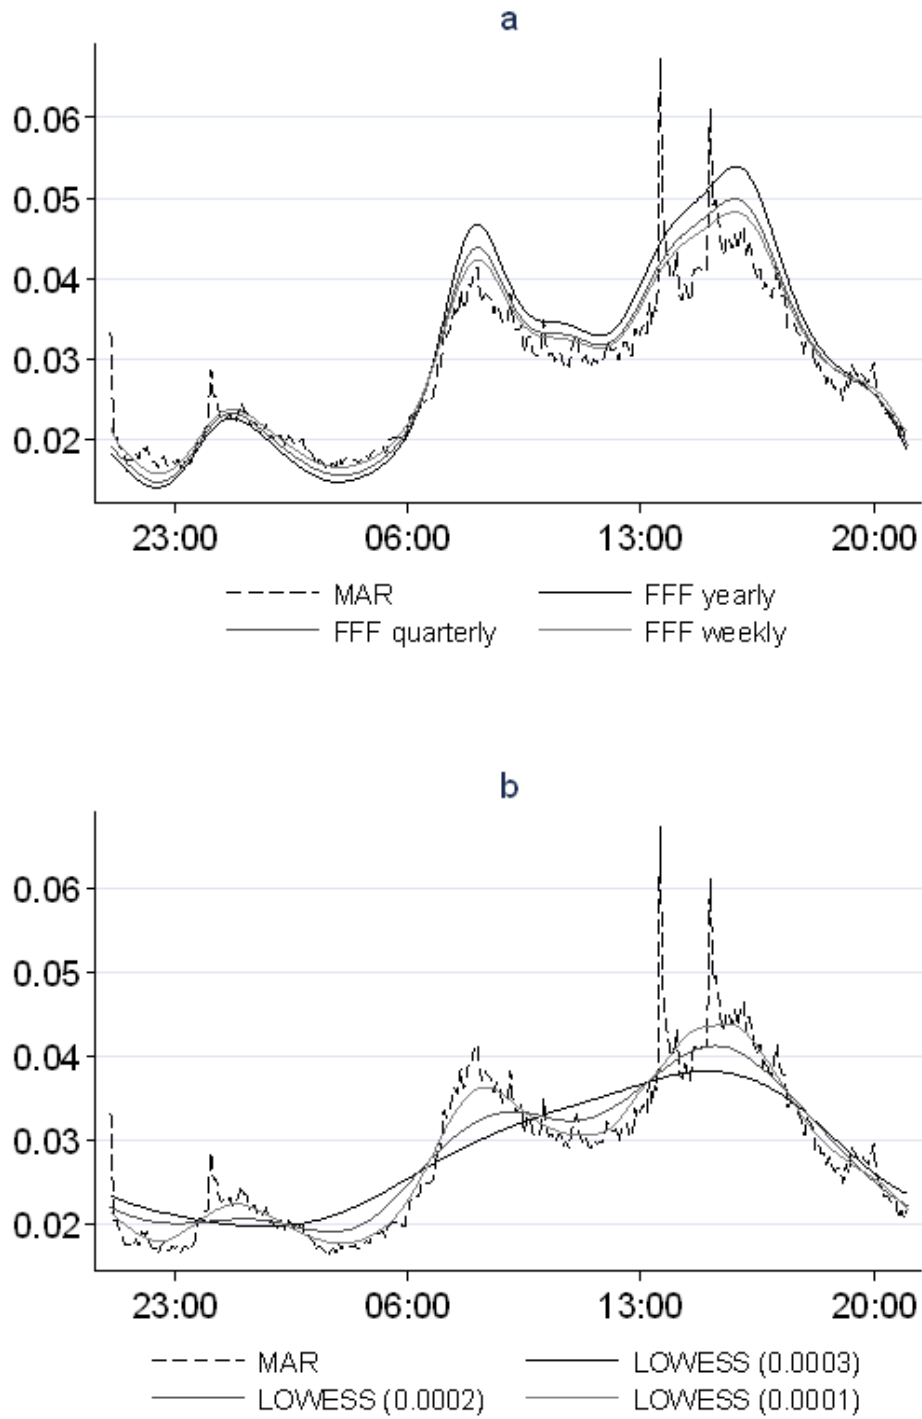 a
0.06
0.05
0.04
0.03
0.02
23:00 06:00 13:00 20:00
MAR FFF yearly
FFF quarterly FFF weekly
b
0.06
0.05
0.04
0.03
0.02
23:00 06:00 13:00 20:00
MAR LOWESS (0.0003)
LOWESS (0.0002) LOWESS (0.0001)